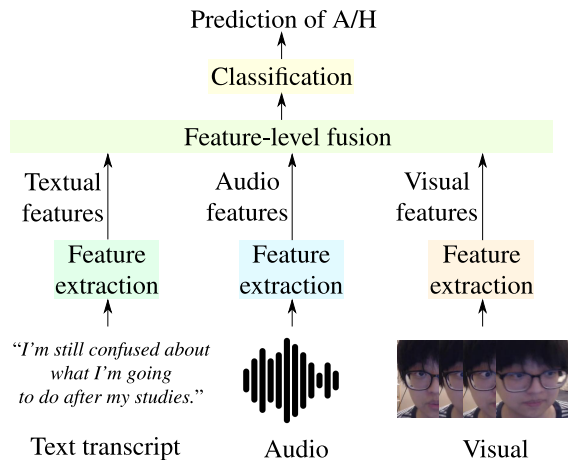 Prediction of A/H
Classification
Feature-level fusion
Textual
features
Audio
features
Visual
features
Feature
extraction
Feature
extraction
Feature
extraction
“I'm still confused about
what I'm going
to do after my studies.”
Text transcript
Audio
Visual